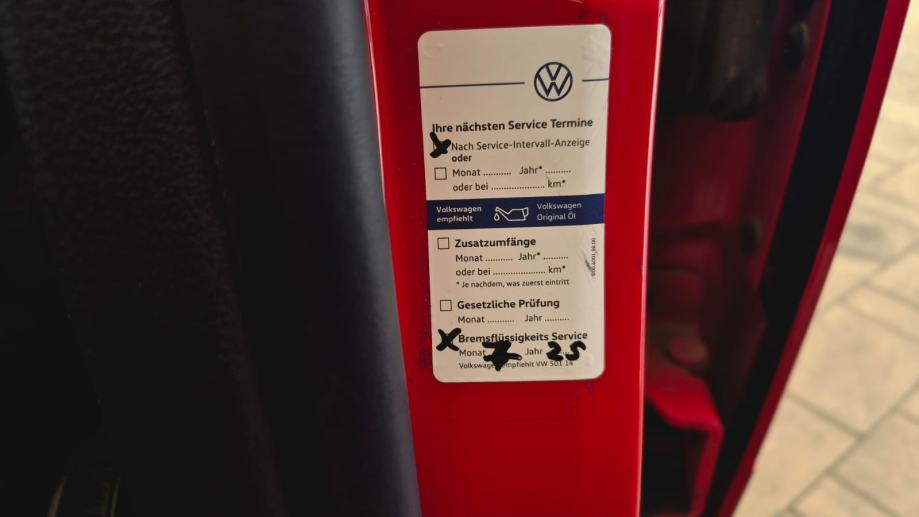 Ihre nächsten Service Termine
Nach Service-Intervall-Anzeige
oder
Monat .......... Jahr* ..........
oder bei ..................... km*
Volkswagen empfiehlt
Volkswagen Original Öl
Zusatzumfänge
Monat .......... Jahr* ..........
oder bei ..................... km*
* Je nachdem, was zuerst eintritt
Gesetzliche Prüfung
Monat .......... Jahr ..........
X Bremsflüssigkeits Service
Monat 7 Jahr 25
Volkswagen empfiehlt VW 501 14